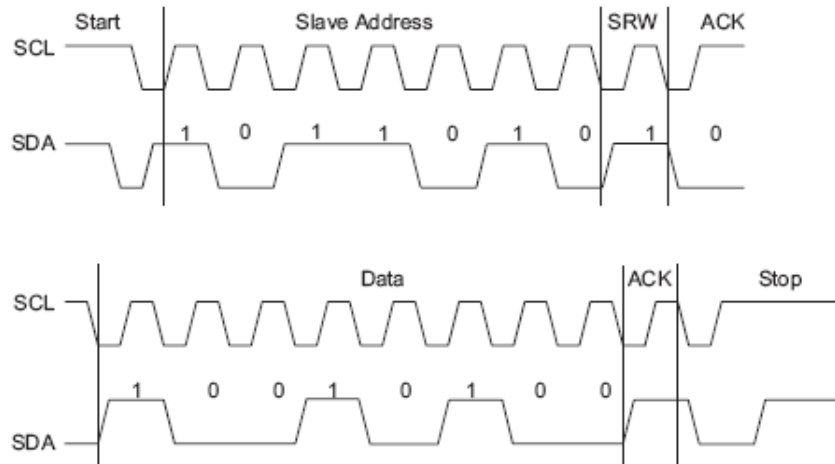 Start Slave Address SRW ACK
SCL
SDA 1 0 1 1 0 1 0 1 0
Data ACK Stop
SCL
SDA 1 0 0 1 0 1 0 0